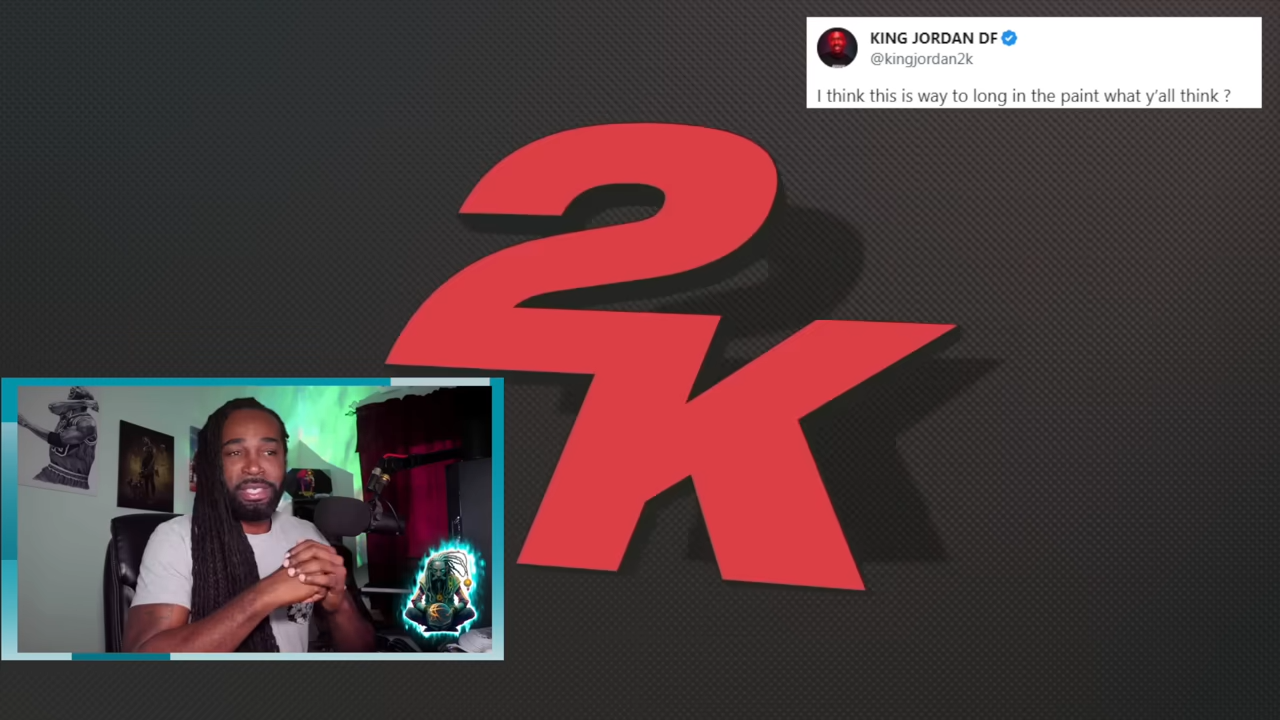 KING JORDAN DF
@kingjordan2k
I think this is way to long in the paint what y'all think ?
2K